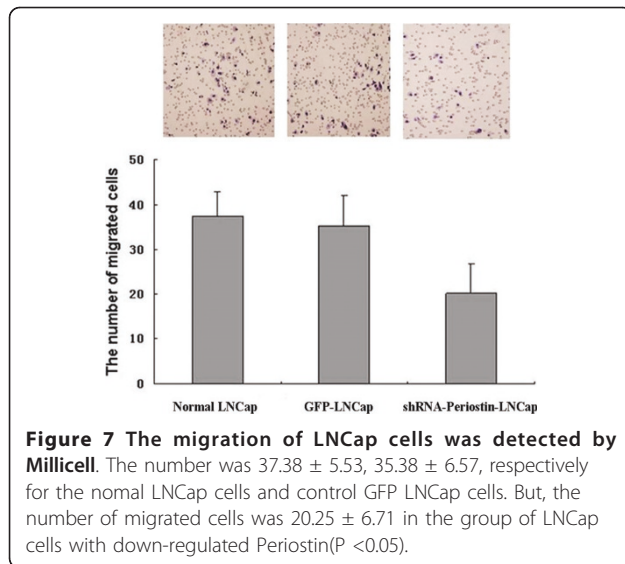 50
40
30
20
10
0
The number of migrated cells
Normal LNCap GFP-LNCap shRNA-Periostin-LNCap
Figure 7 The migration of LNCap cells was detected by
Millicell. The number was 37.38 ± 5.53, 35.38 ± 6.57, respectively
for the nomal LNCap cells and control GFP LNCap cells. But, the
number of migrated cells was 20.25 ± 6.71 in the group of LNCap
cells with down-regulated Periostin(P <0.05).